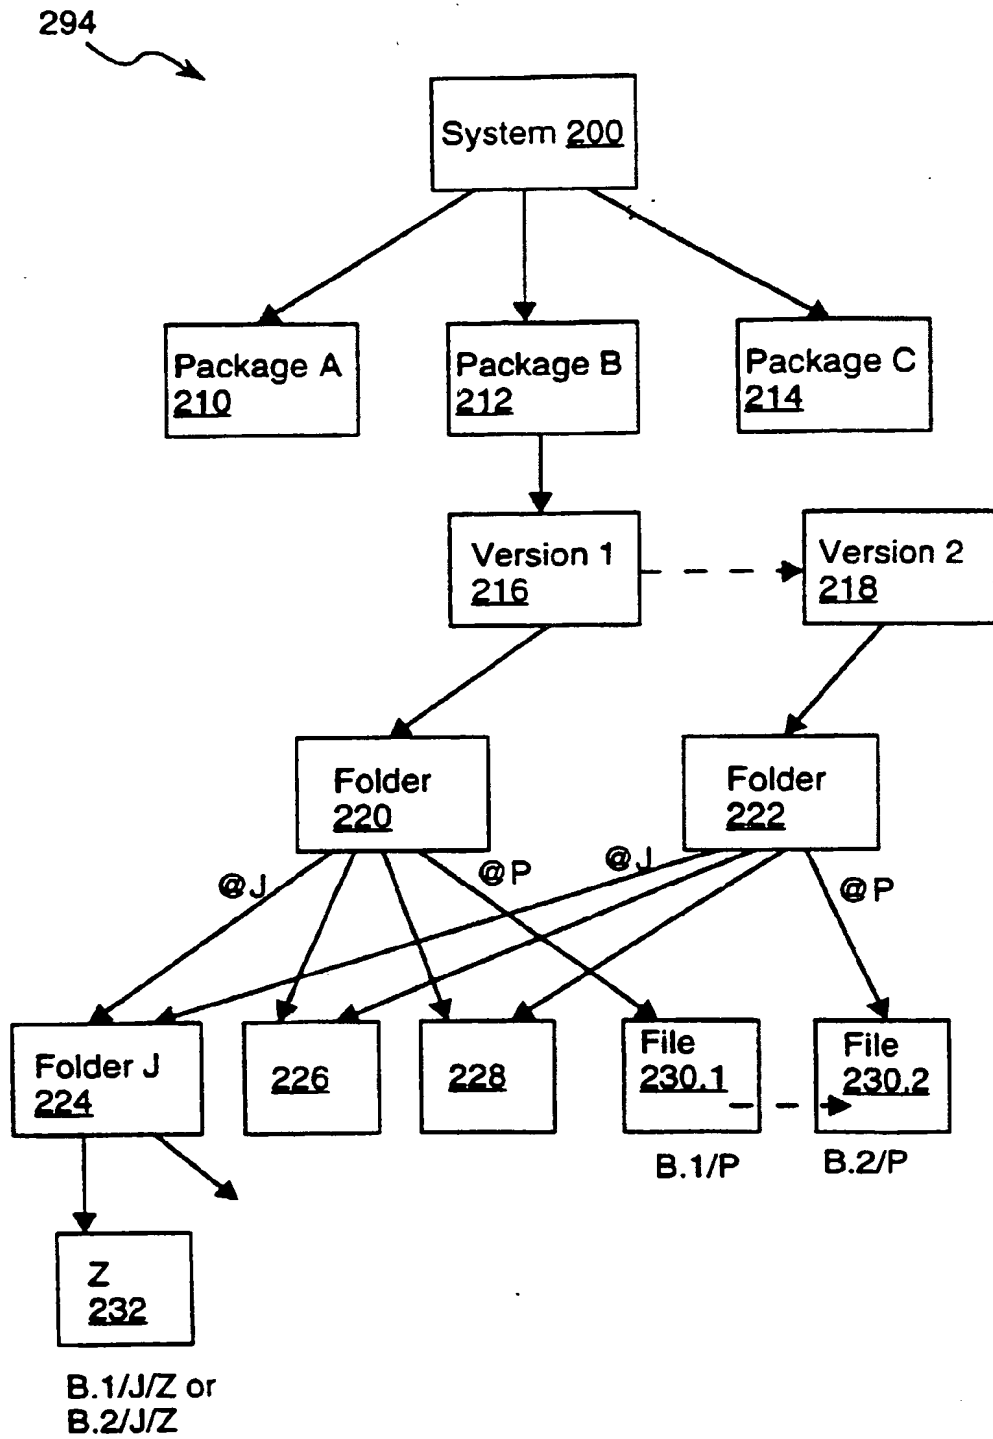 294
System 200
Package A
210
Package B
212
Package C
214
Version 1
216
Version 2
218
Folder
220
Folder
222
@J
@P
@J
@P
Folder J
224
226
228
File
230.1
File
230.2
B.1/P
B.2/P
Z
232
B.1/J/Z or
B.2/J/Z